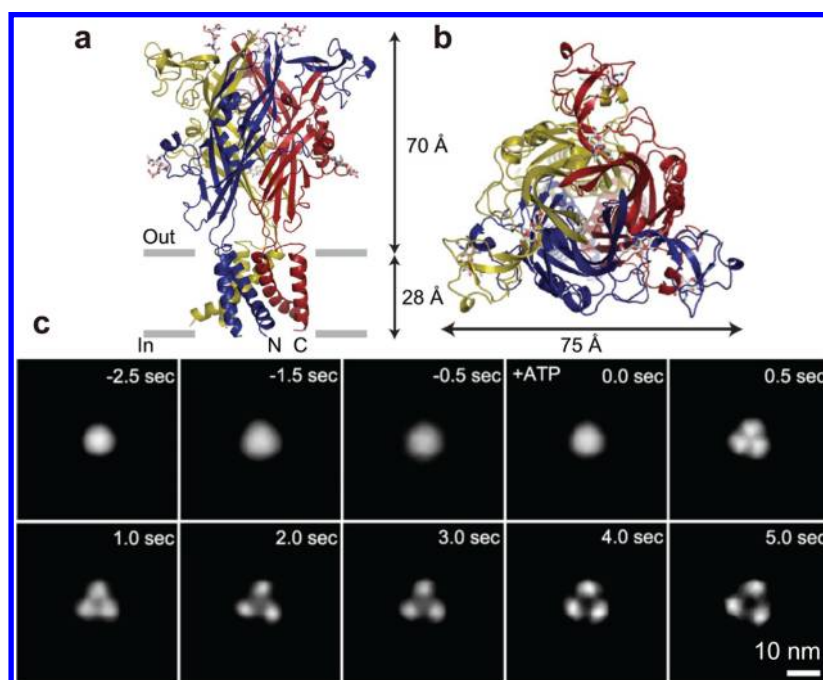 a
b
70 Å
Out
28 Å
c
In
N C
75 Å
-2.5 sec
-1.5 sec
-0.5 sec
+ATP 0.0 sec
0.5 sec
1.0 sec
2.0 sec
3.0 sec
4.0 sec
5.0 sec
10 nm